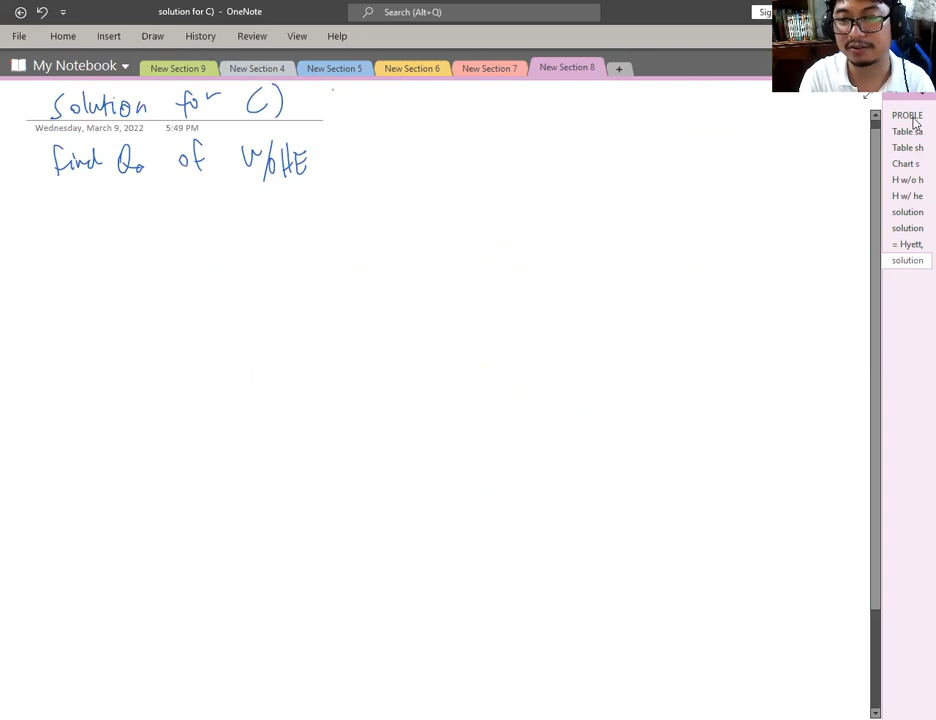 solution for C) - OneNote
Search (Alt+Q)
Sig
File Home Insert Draw History Review View Help
My Notebook
New Section 9
New Section 4
New Section 5
New Section 6
New Section 7
New Section 8
Solution for C)
Wednesday, March 9, 2022 5:49 PM
find Qo of w/o HE
PROBLE
Table sa
Table sh
Chart s
H w/o h
H w/ he
solution
solution
= Hyett,
solution